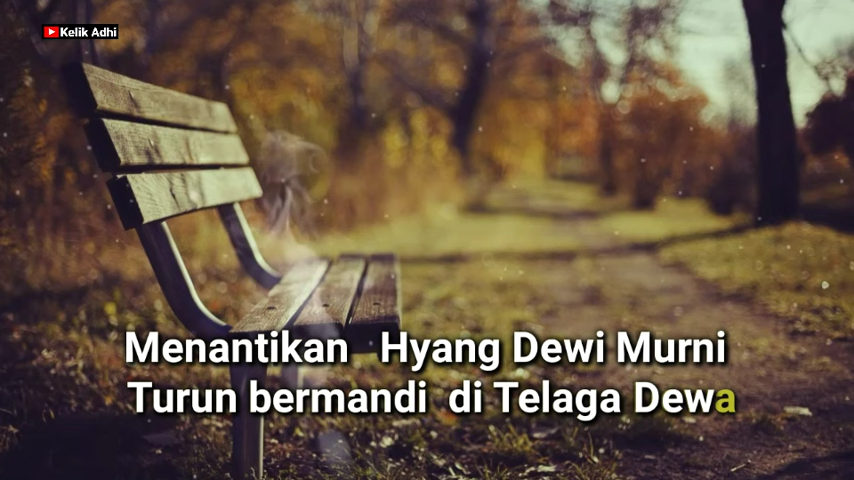 Kelik Adhi
Menantikan Hyang Dewi Murni
Turun bermandi di Telaga Dewa